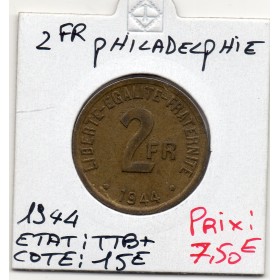 2 FR PHILADELPHIE
LIBERTE·EGALITE·FRATERNITE
2
FR
1944
1944
ETAT: TTB+
COTE: 15E
PRix:
7,50E